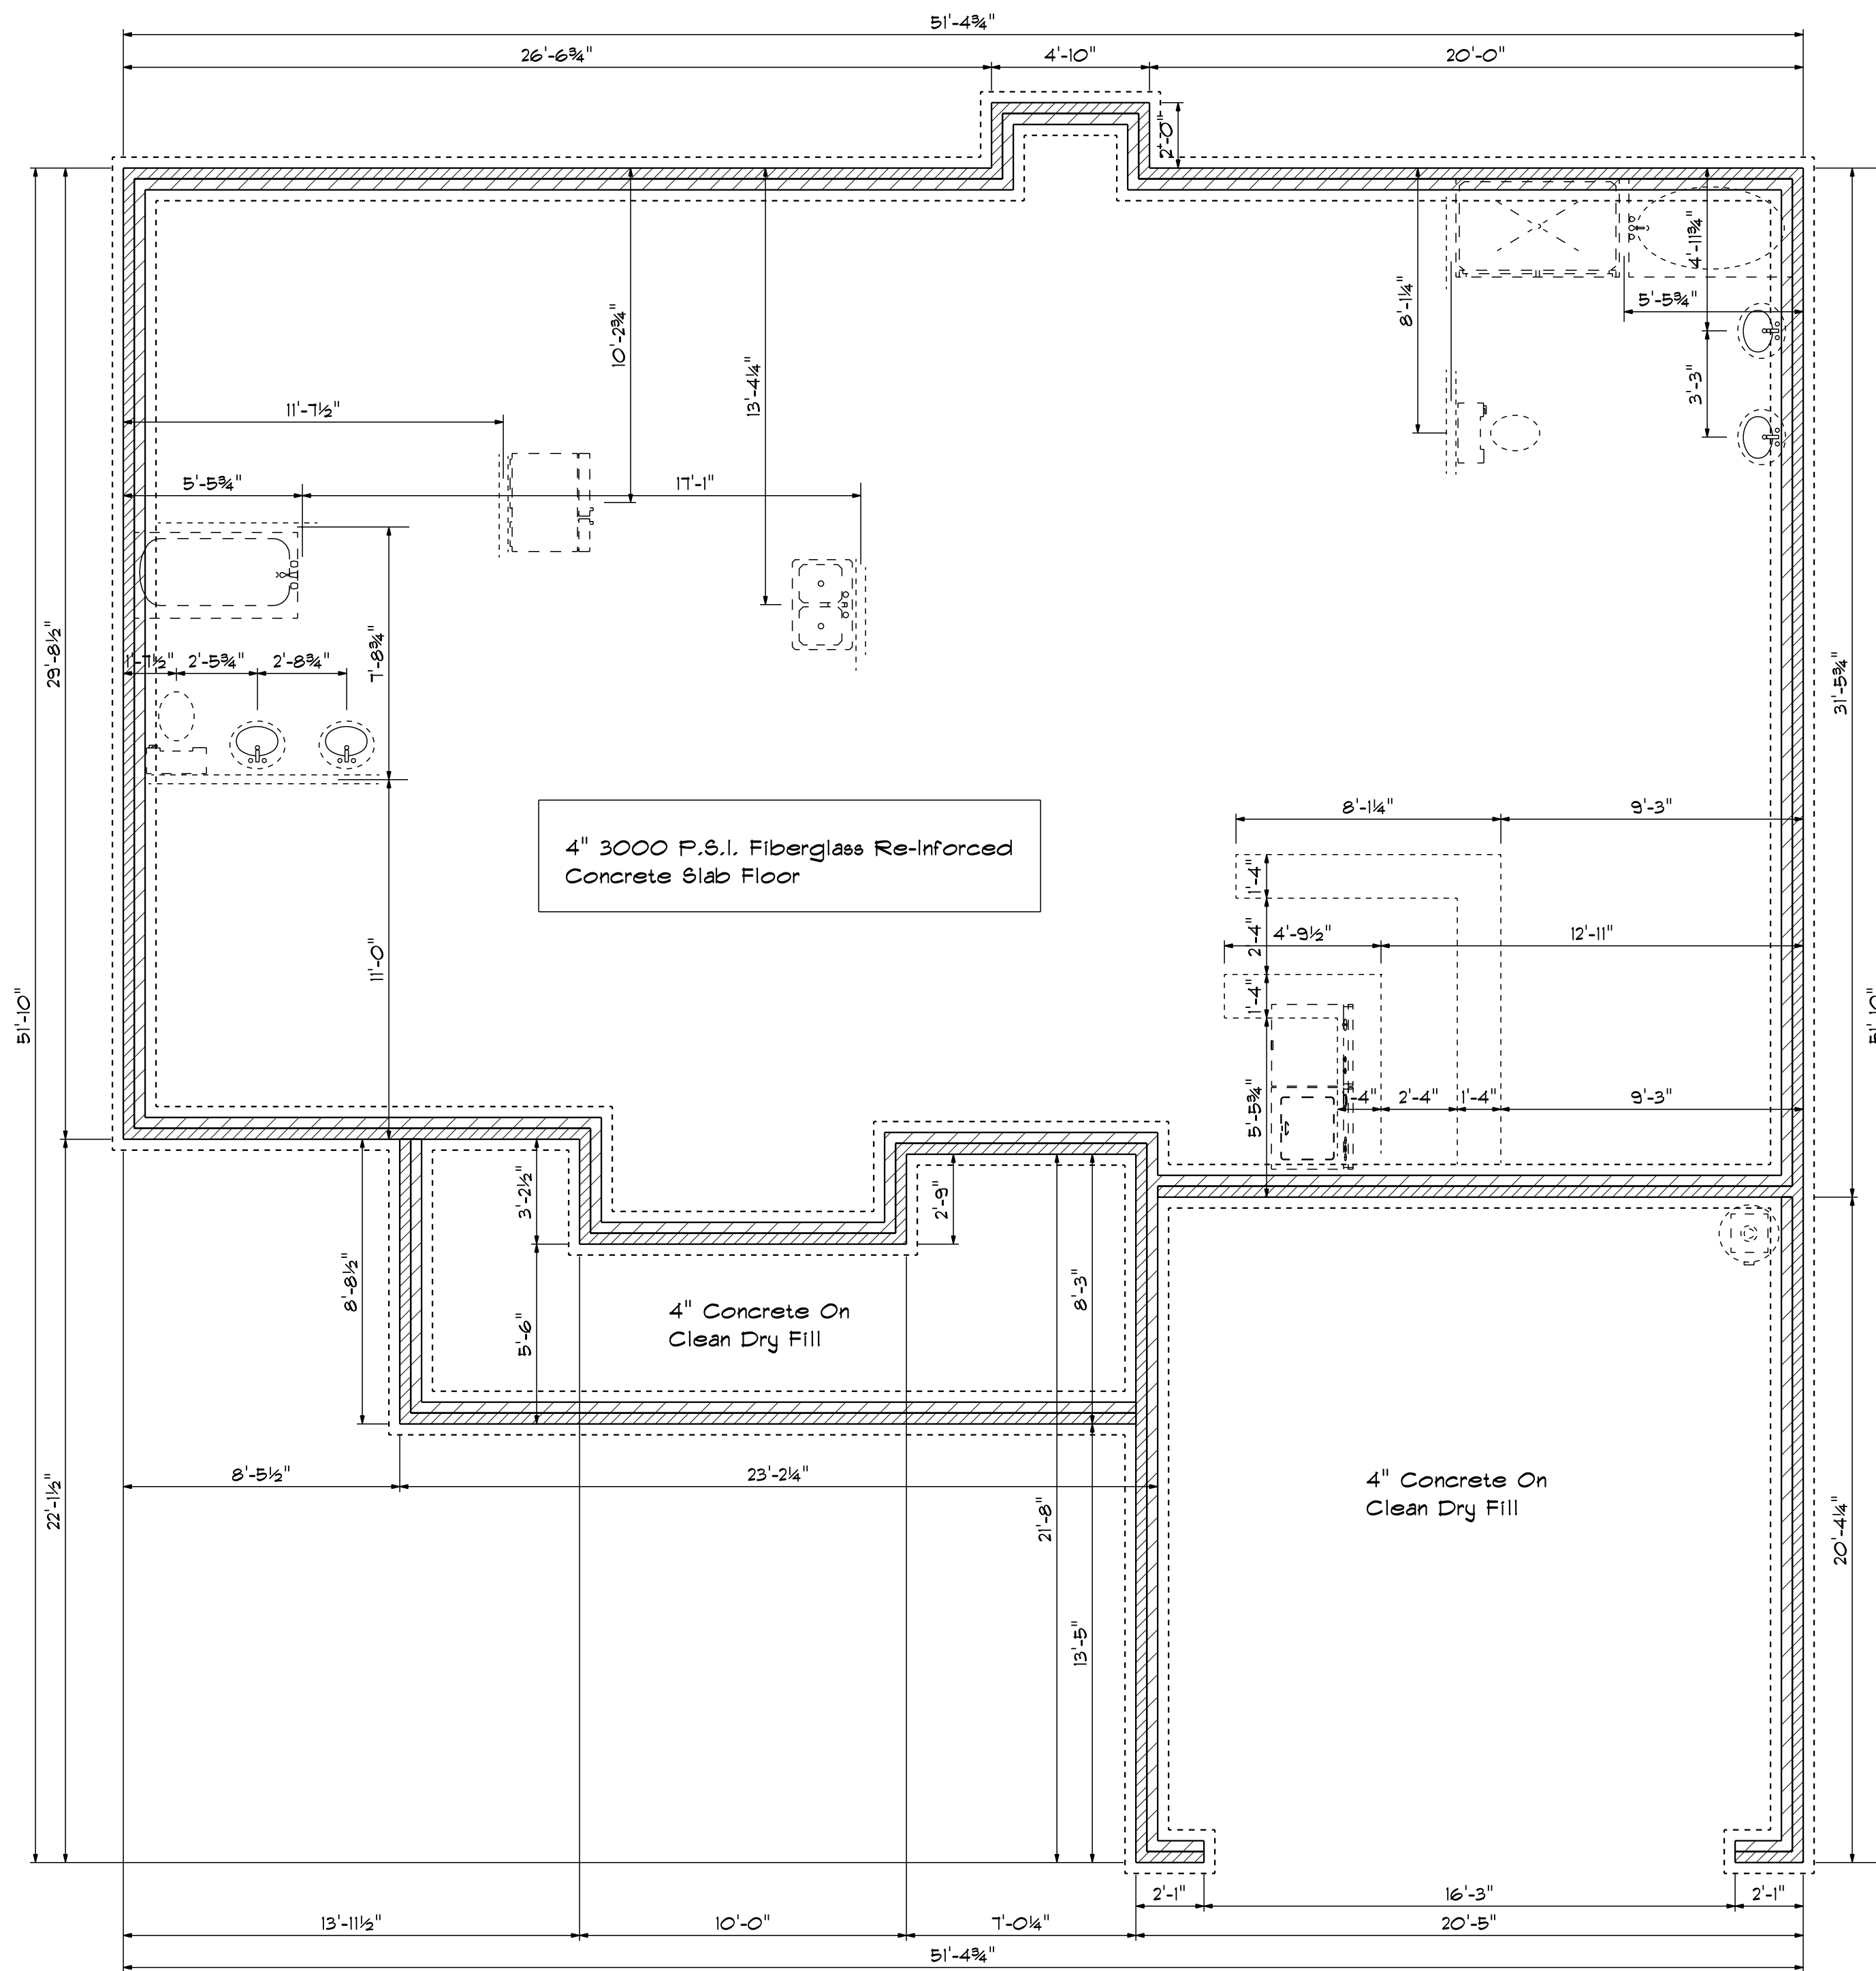 51'-4¾"
26'-6¾" 4'-10" 20'-0"
2'-0"
4'-11¾"
8'-1¼" 5'-5¾"
10'-2¾"
13'-4¼"
3'-3"
11'-7½"
5'-5¾" 17'-1"
29'-8½"
7'-8¾"
31'-5¾"
1'-7½" 2'-5¾" 2'-8¾"
8'-1¼" 9'-3"
4" 3000 P.S.I. Fiberglass Re-Inforced
Concrete Slab Floor
1'-4"
11'-0"
2'-4"
4'-9½" 12'-11"
1'-4"
51'-10"
51'-10"
5'-5¾"
-4" 2'-4" 1'-4" 9'-3"
3'-2½"
2'-9"
8'-8½"
8'-3"
5'-6"
4" Concrete On
Clean Dry Fill
8'-5½" 23'-2¼"
22'-1½"
21'-8"
4" Concrete On
Clean Dry Fill
20'-4¼"
13'-5"
2'-1" 16'-3" 2'-1"
13'-11½" 10'-0" 7'-0¼" 20'-5"
51'-4¾"